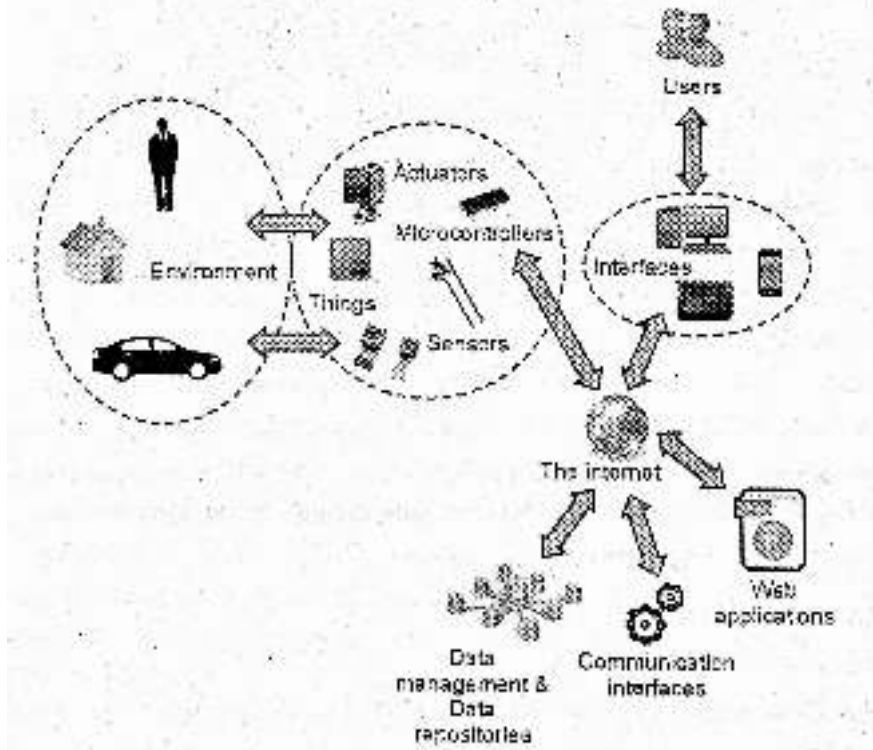 Users
Actuators
Microcontrollers
Environment
Interfaces
Things
Sensors
The internet
Web
applications
Data
management &
Data
repositories
Communication
interfaces